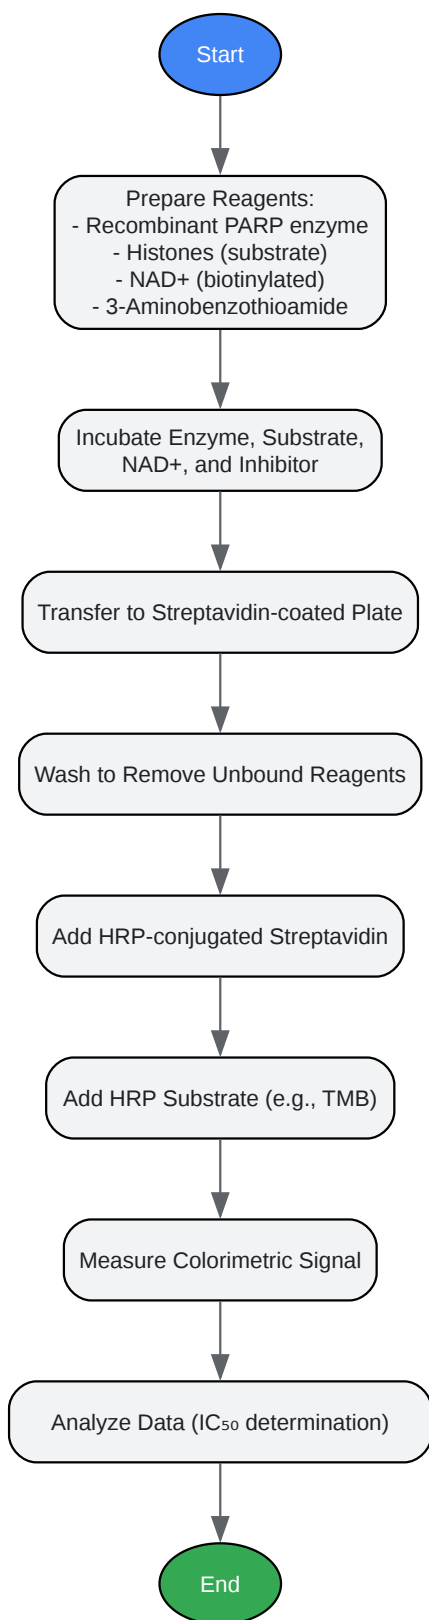 Start
Prepare Reagents:
- Recombinant PARP enzyme
- Histones (substrate)
- NAD+ (biotinylated)
- 3-Aminobenzothioamide
Incubate Enzyme, Substrate,
NAD+, and Inhibitor
Transfer to Streptavidin-coated Plate
Wash to Remove Unbound Reagents
Add HRP-conjugated Streptavidin
Add HRP Substrate (e.g., TMB)
Measure Colorimetric Signal
Analyze Data (IC₅₀ determination)
End